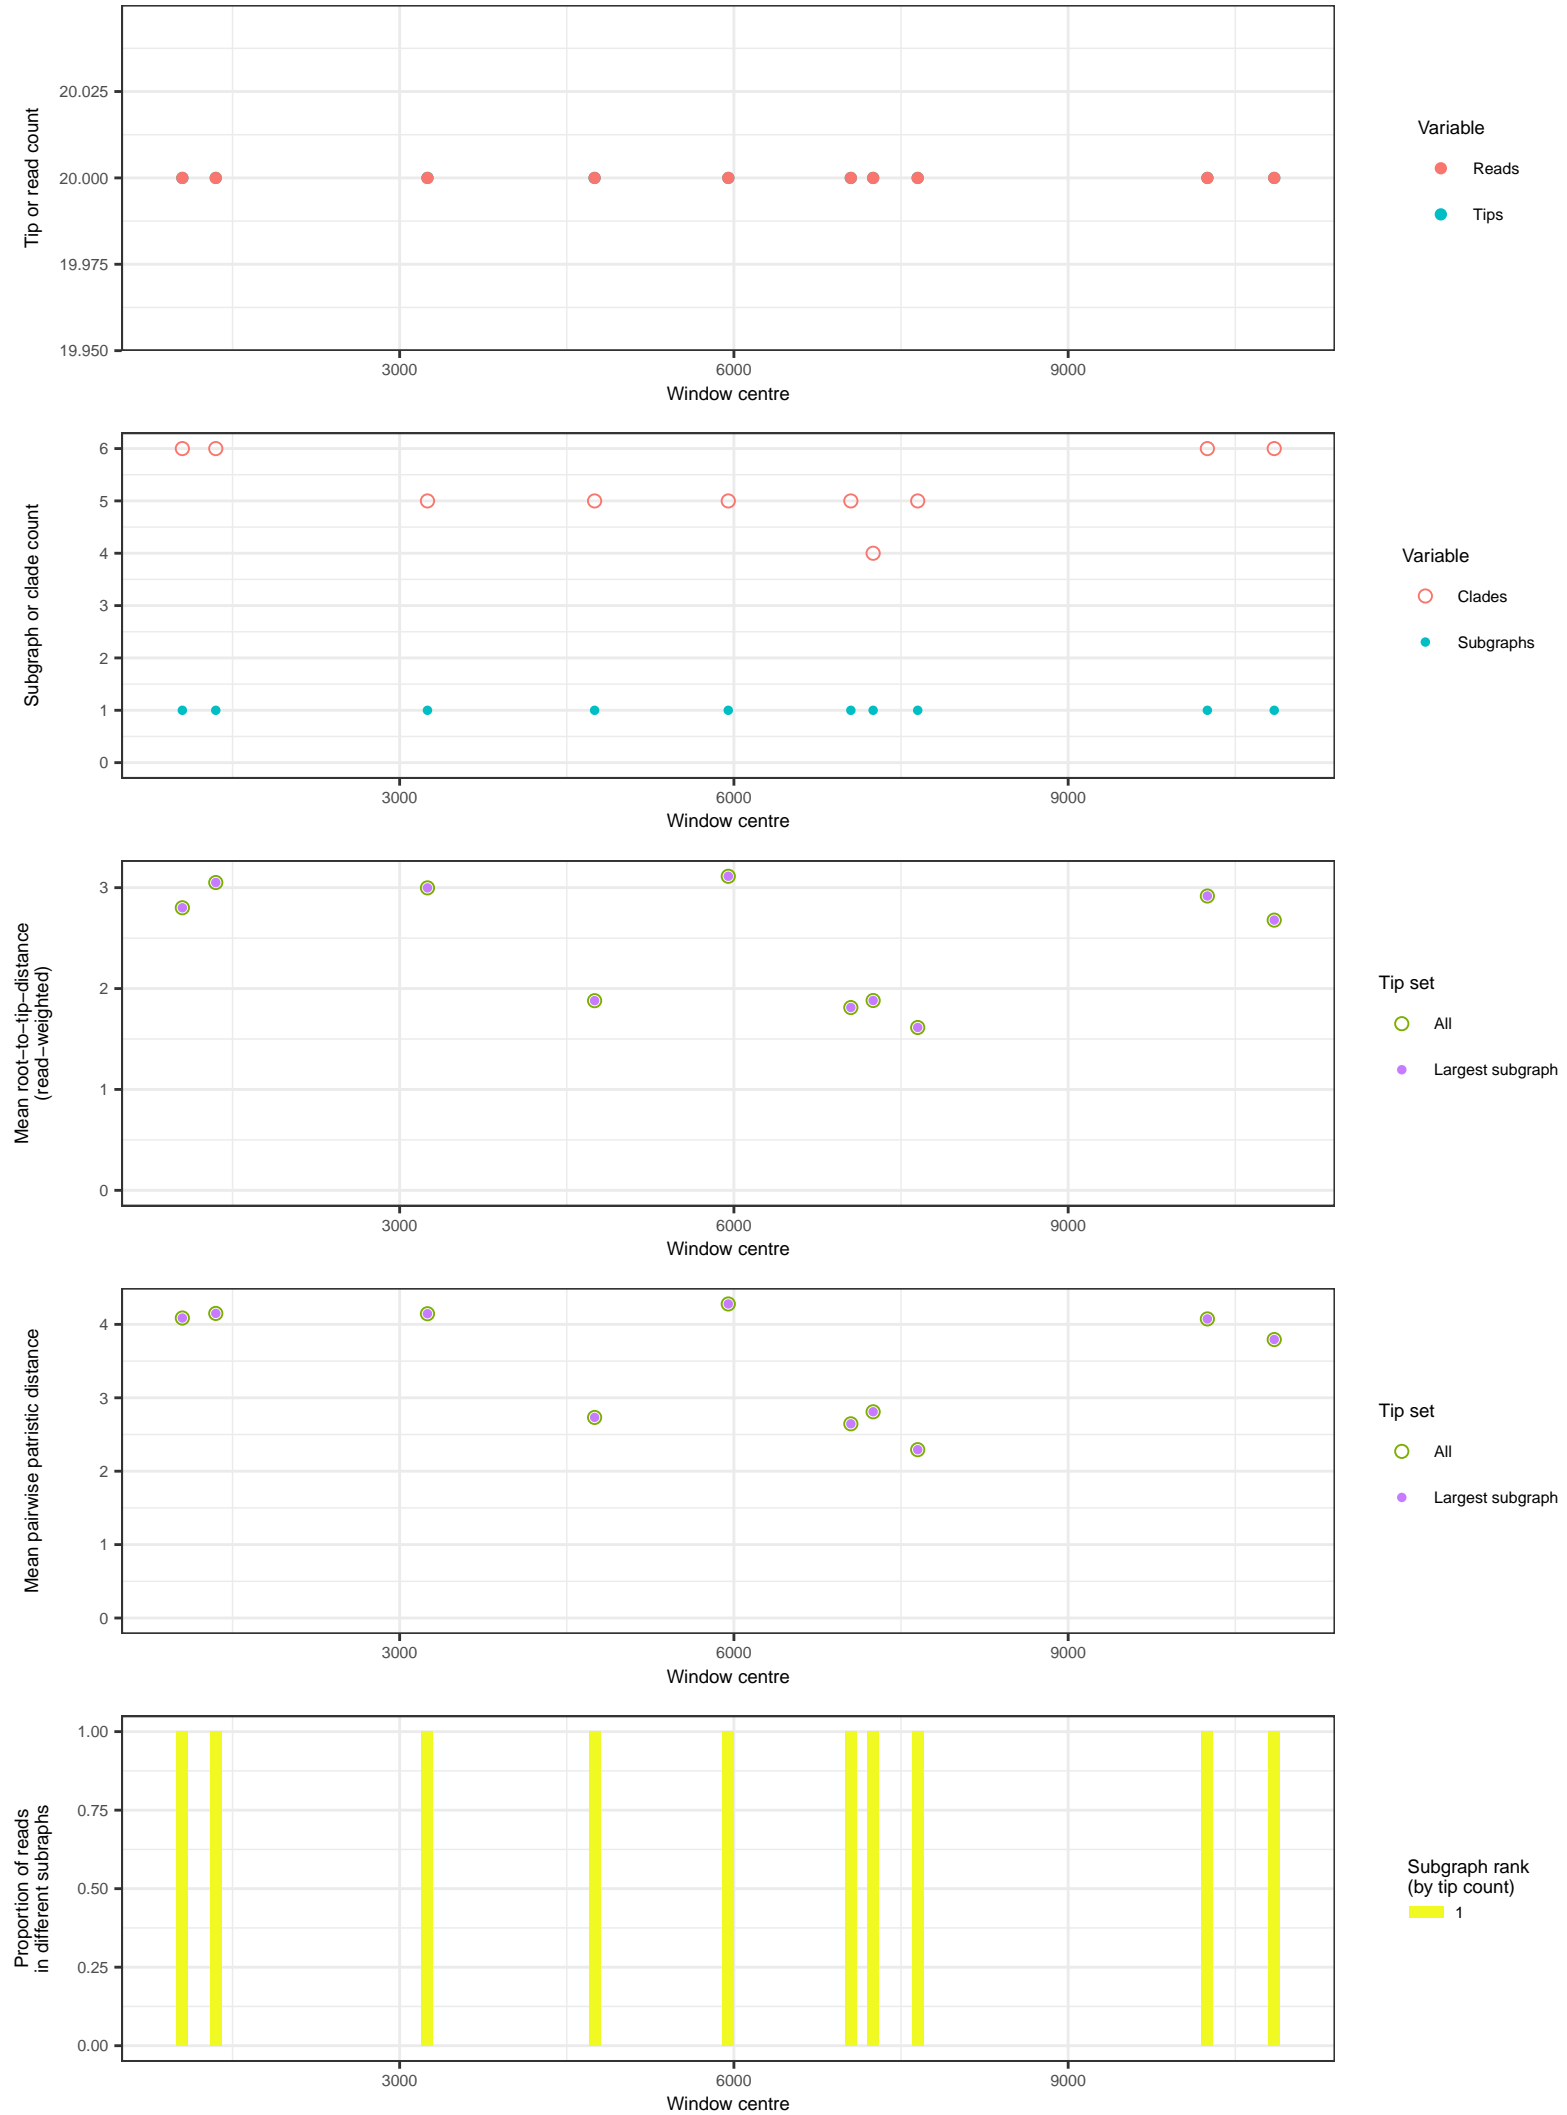 Tip or read count
20.025
20.000
19.975
19.950
3000
6000
9000
Window centre
Variable
Reads
Tips
Subgraph or clade count
6
5
4
3
2
1
0
3000
6000
9000
Window centre
Variable
Clades
Subgraphs
Mean root−to−tip−distance
(read−weighted)
3
2
1
0
3000
6000
9000
Window centre
Tip set
All
Largest subgraph
Mean pairwise patristic distance
4
3
2
1
0
3000
6000
9000
Window centre
Tip set
All
Largest subgraph
Proportion of reads
in different subraphs
1.00
0.75
0.50
0.25
0.00
3000
6000
9000
Window centre
Subgraph rank
(by tip count)
1